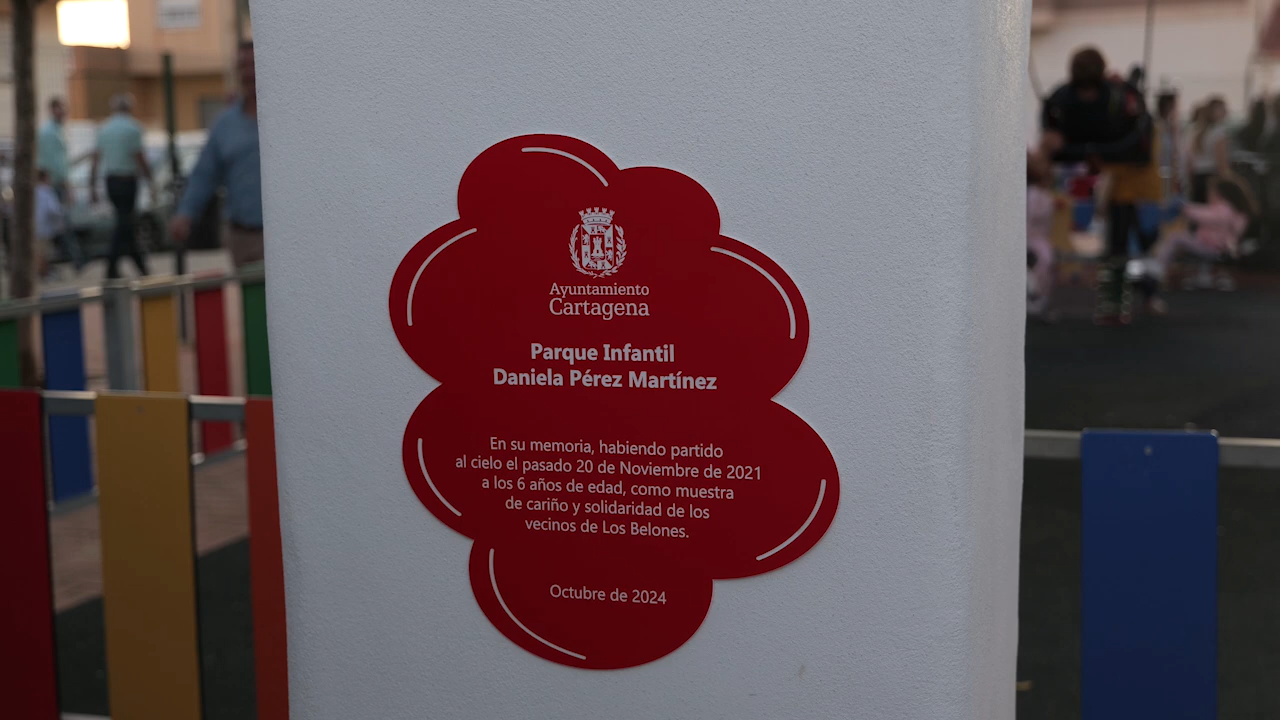 Ayuntamiento
Cartagena
Parque Infantil
Daniela Pérez Martínez
En su memoria, habiendo partido
al cielo el pasado 20 de Noviembre de 2021
a los 6 años de edad, como muestra
de cariño y solidaridad de los
vecinos de Los Belones.
Octubre de 2024